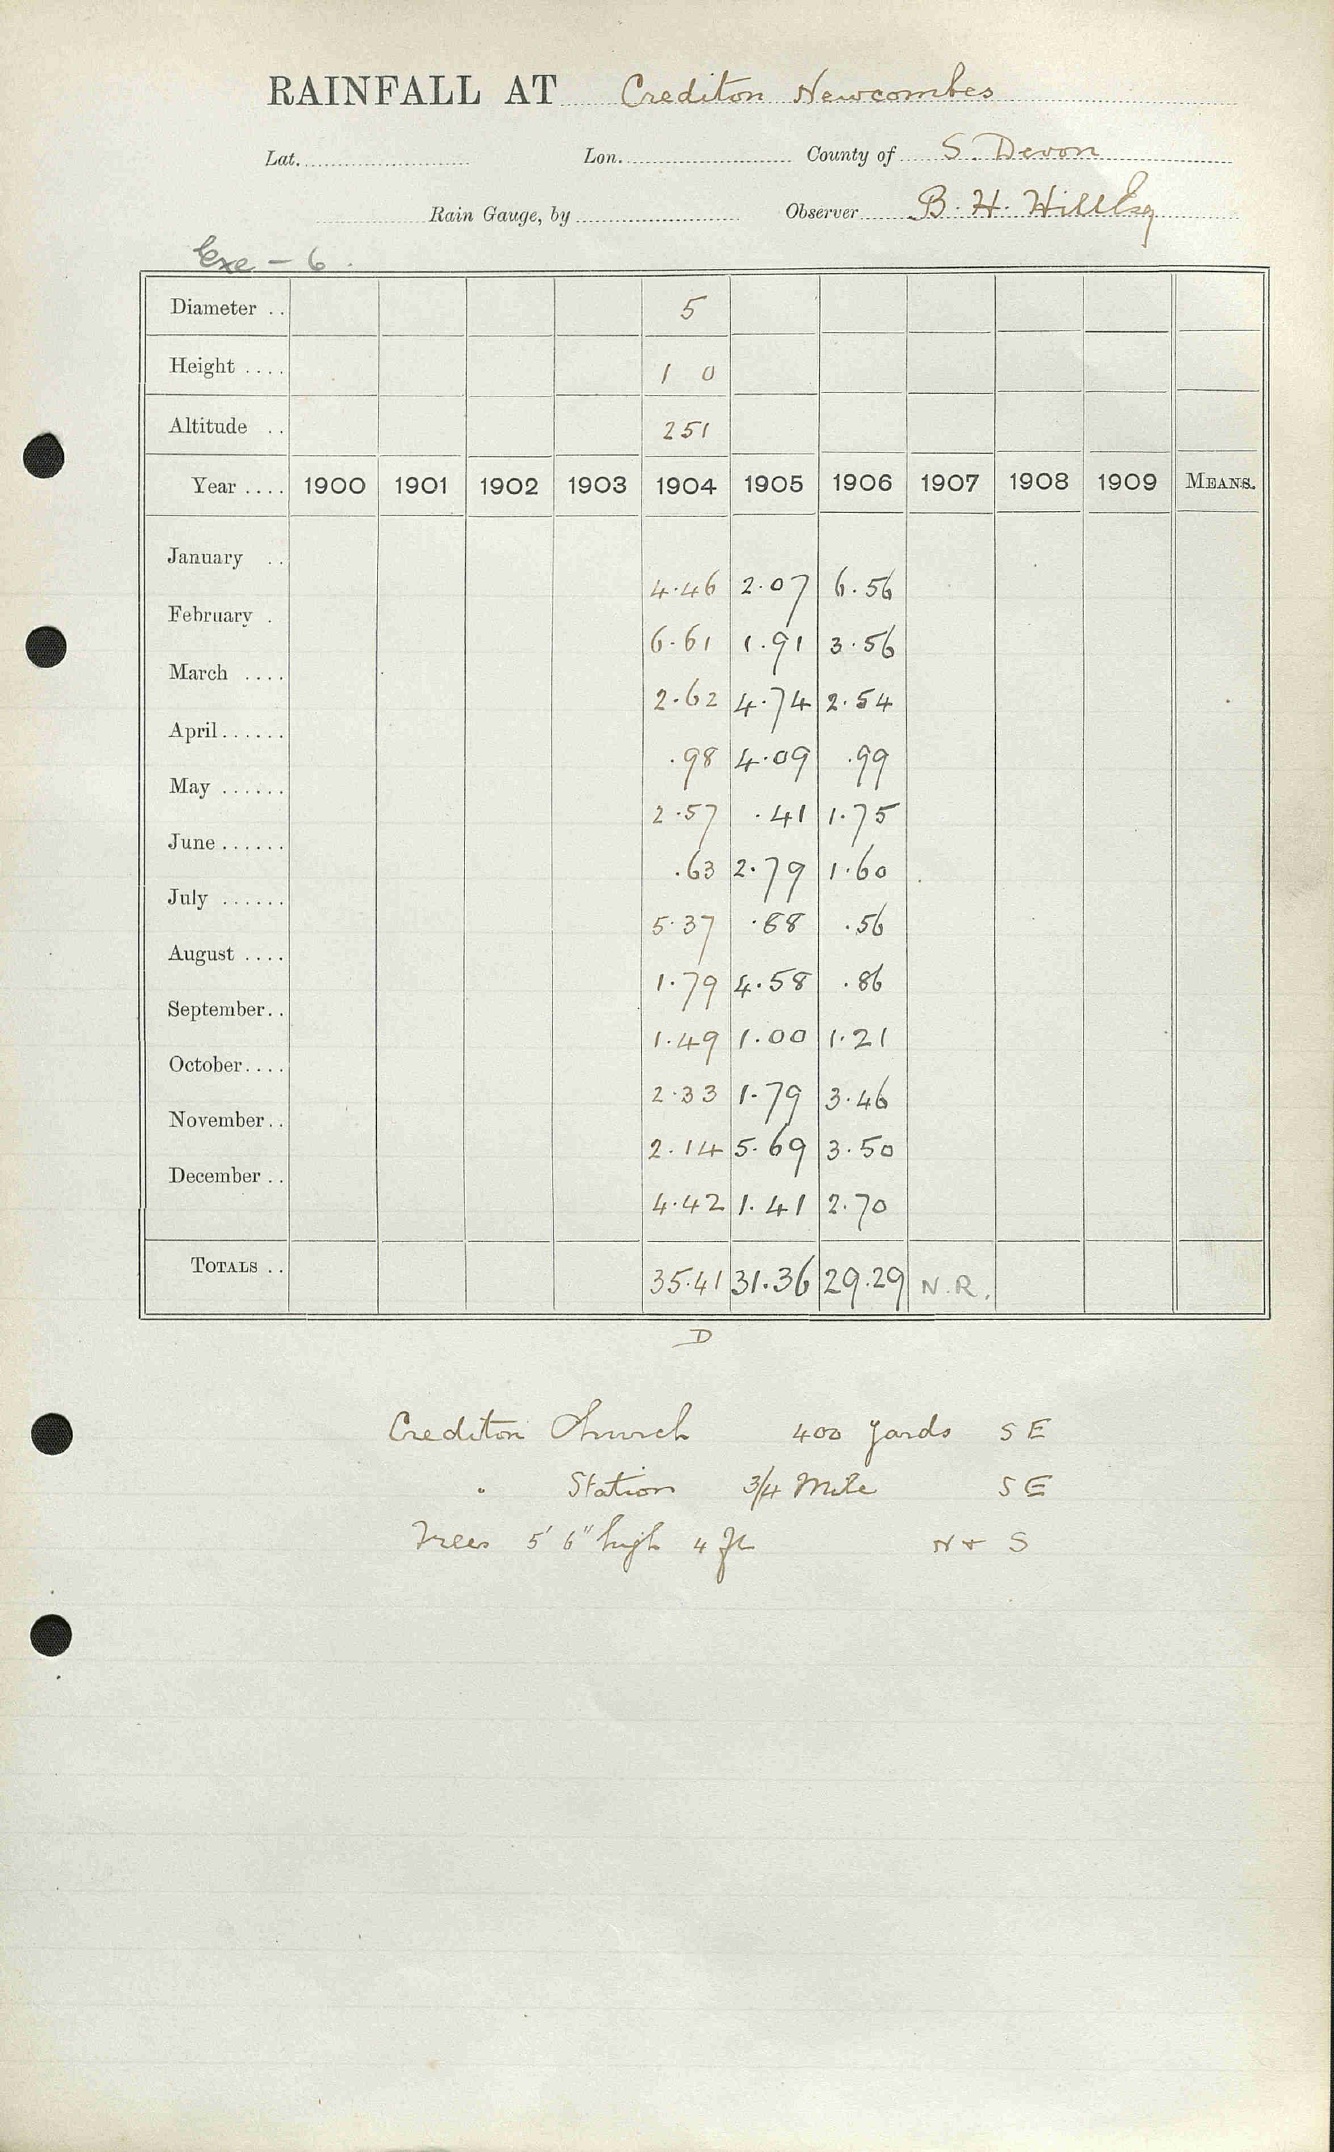 RAINFALL AT Crediton Newcombes
Lat. Lon. County of S. Devon
Rain Gauge, by Observer B. H. Hill Esq
Exe - 6.
Diameter .. 5
Height .... 1 0
Altitude .. 251
Year .... 1900 1901 1902 1903 1904 1905 1906 1907 1908 1909 MEANS.
January .. 4.46 2.07 6.56
February . 6.61 1.91 3.56
March .... 2.62 4.74 2.54
April...... .98 4.09 .99
May ...... 2.57 .41 1.75
June...... .63 2.79 1.60
July ...... 5.37 .88 .56
August .... 1.79 4.58 .86
September.. 1.49 1.00 1.21
October.... 2.33 1.79 3.46
November.. 2.14 5.69 3.50
December .. 4.42 1.41 2.70
TOTALS .. 35.41 31.36 29.29 N.R.
D
Crediton Church 400 yards S E
" Station 3/4 Mile S E
Trees 5' 6" high 4 ft N + S